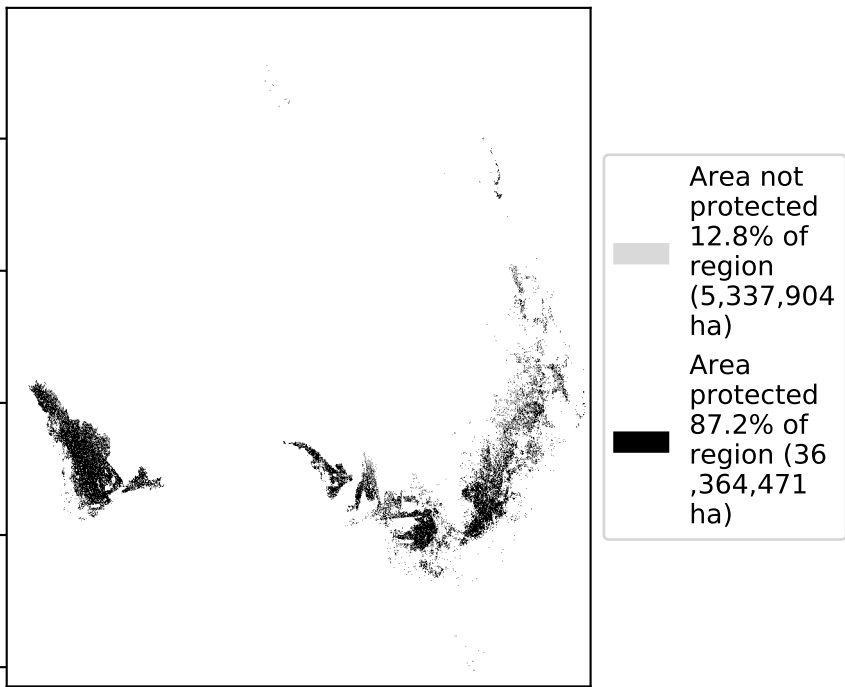 Area not
protected
12.8% of
region
(5,337,904
ha)
Area
protected
87.2% of
region (36
,364,471
ha)